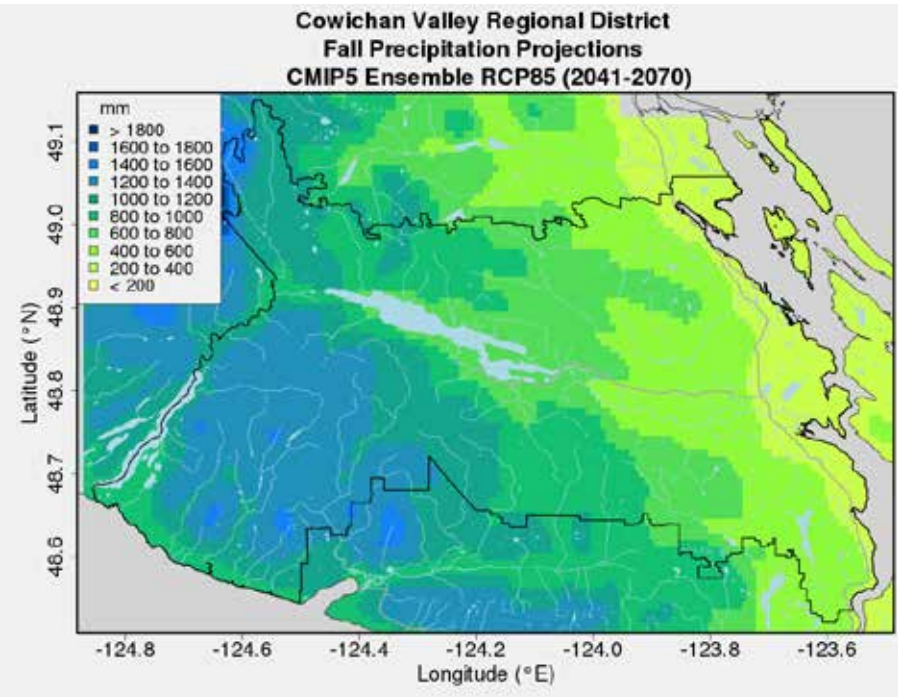 Cowichan Valley Regional District
Fall Precipitation Projections
CMIP5 Ensemble RCP85 (2041-2070)
mm
> 1800
1600 to 1800
1400 to 1600
1200 to 1400
1000 to 1200
800 to 1000
600 to 800
400 to 600
200 to 400
< 200
Latitude (°N)
49.1
49.0
48.9
48.8
48.7
48.6
-124.8
-124.6
-124.4
-124.2
-124.0
-123.8
-123.6
Longitude (°E)